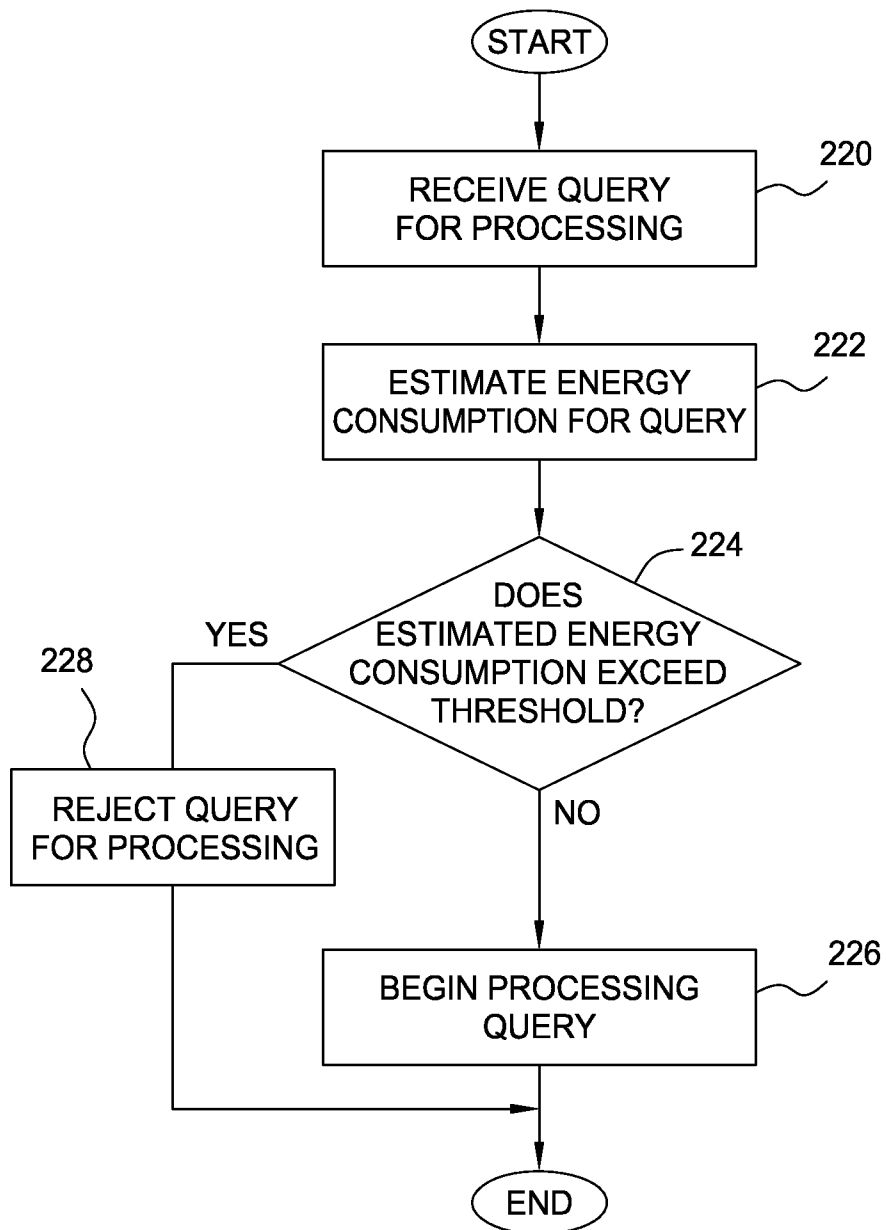 START
220
RECEIVE QUERY
FOR PROCESSING
222
ESTIMATE ENERGY
CONSUMPTION FOR QUERY
224
DOES
ESTIMATED ENERGY
CONSUMPTION EXCEED
THRESHOLD?
YES
228
REJECT QUERY
FOR PROCESSING
NO
226
BEGIN PROCESSING
QUERY
END